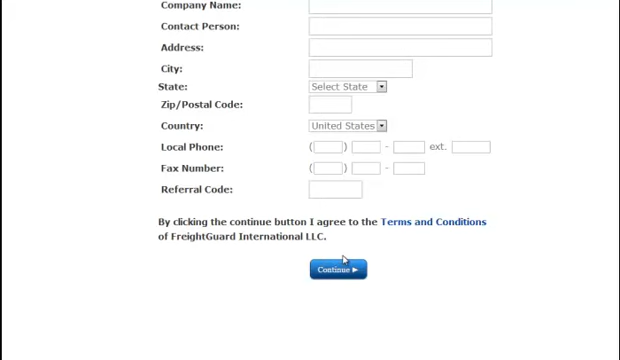 Company Name:
Contact Person:
Address:
City:
State: Select State
Zip/Postal Code:
Country: United States
Local Phone: ( ) - ext.
Fax Number: ( ) -
Referral Code:
By clicking the continue button I agree to the Terms and Conditions
of FreightGuard International LLC.
Continue ►